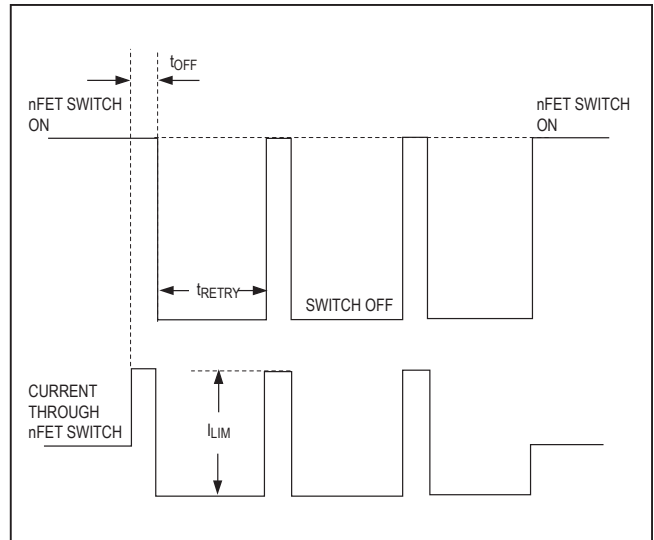 tOFF
nFET SWITCH
ON
nFET SWITCH
ON
tRETRY
SWITCH OFF
CURRENT
THROUGH
nFET SWITCH
ILIM